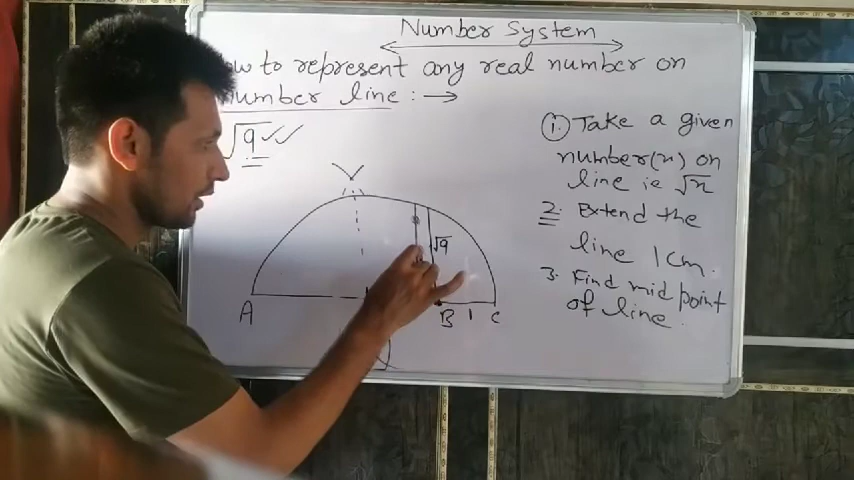 Number System
to represent any real number on
number line : →
√9 ✓✓
A
√9
B 1 C
1. Take a given
number(n) on
line ie √n
2. Extend the
line 1cm.
3. Find mid point
of line.